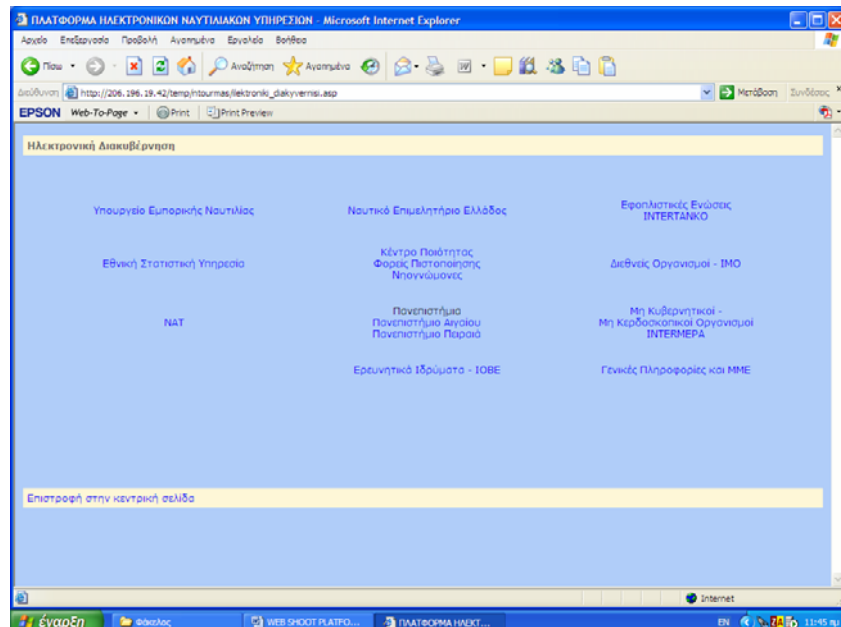 ΠΛΑΤΦΟΡΜΑ ΗΛΕΚΤΡΟΝΙΚΩΝ ΝΑΥΤΙΛΙΑΚΩΝ ΥΠΗΡΕΣΙΩΝ - Microsoft Internet Explorer
Αρχείο Επεξεργασία Προβολή Αγαπημένα Εργαλεία Βοήθεια
Πίσω Αναζήτηση Αγαπημένα
Διεύθυνση http://206.196.19.42/temp/ntourmas/ilektroniki_diakyvernisi.asp Μετάβαση Συνδέσεις
EPSON Web-To-Page Print Print Preview
Ηλεκτρονική Διακυβέρνηση
Υπουργείο Εμπορικής Ναυτιλίας
Ναυτικό Επιμελητήριο Ελλάδος
Εφοπλιστικές Ενώσεις
INTERTANKO
Εθνική Στατιστική Υπηρεσία
Κέντρο Ποιότητας
Φορείς Πιστοποίησης
Νηογνώμονες
Διεθνείς Οργανισμοί - IMO
ΝΑΤ
Πανεπιστήμια
Πανεπιστήμιο Αιγαίου
Πανεπιστήμιο Πειραιά
Μη Κυβερνητικοί -
Μη Κερδοσκοπικοί Οργανισμοί
INTERMEPA
Ερευνητικά Ιδρύματα - ΙΟΒΕ
Γενικές Πληροφορίες και ΜΜΕ
Επιστροφή στην κεντρική σελίδα
Internet
έναρξη Φάκελος WEB SHOOT PLATFO... ΠΛΑΤΦΟΡΜΑ ΗΛΕΚΤ... EN 11:45 πμ